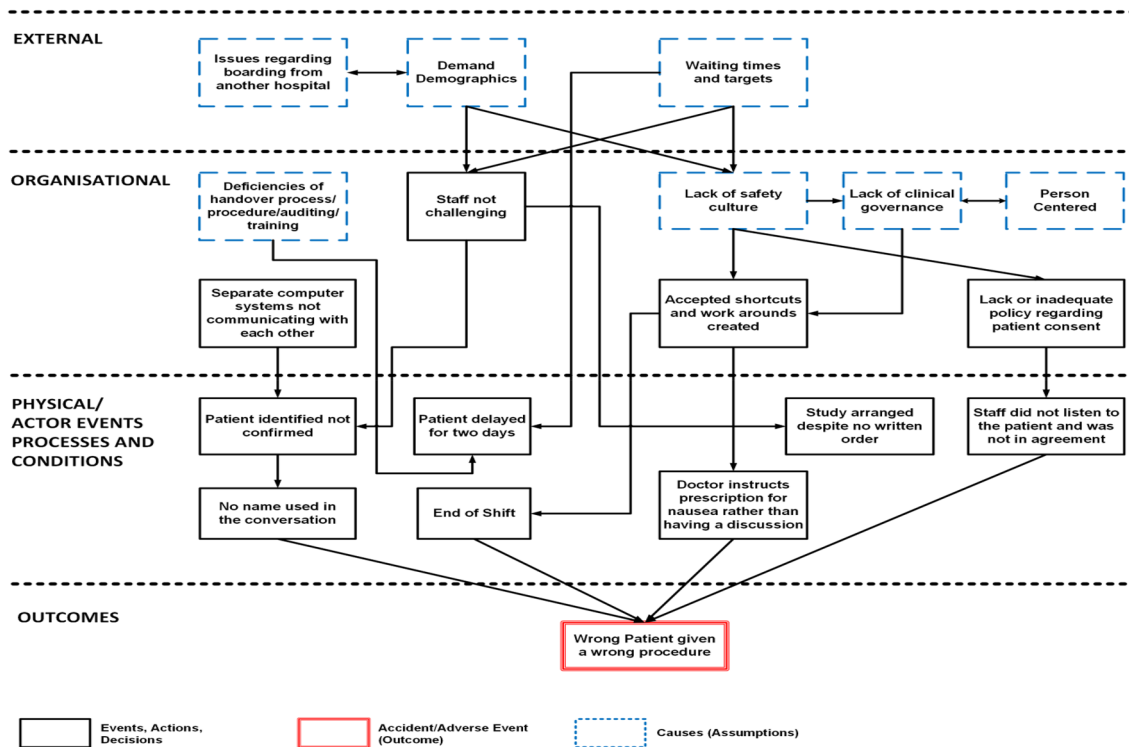 EXTERNAL
Issues regarding
boarding from
another hospital
Demand
Demographics
Waiting times
and targets
ORGANISATIONAL
Deficiencies of
handover process/
procedure/auditing/
training
Staff not
challenging
Lack of safety
culture
Lack of clinical
governance
Person
Centered
Separate computer
systems not
communicating with
each other
Accepted shortcuts
and work arounds
created
Lack or inadequate
policy regarding
patient consent
PHYSICAL/
ACTOR EVENTS
PROCESSES AND
CONDITIONS
Patient identified not
confirmed
Patient delayed
for two days
Study arranged
despite no written
order
Staff did not listen to
the patient and was
not in agreement
No name used in
the conversation
End of Shift
Doctor instructs
prescription for
nausea rather than
having a discussion
OUTCOMES
Wrong Patient given
a wrong procedure
Events, Actions,
Decisions
Accident/Adverse Event
(Outcome)
Causes (Assumptions)